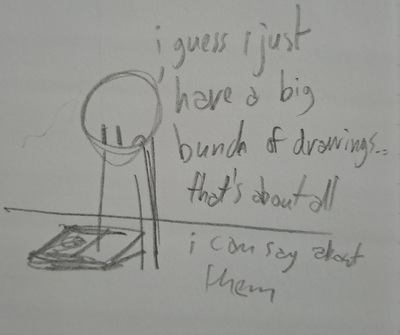 i guess i just
have a big
bunch of drawings...
that's about all
i can say about
them